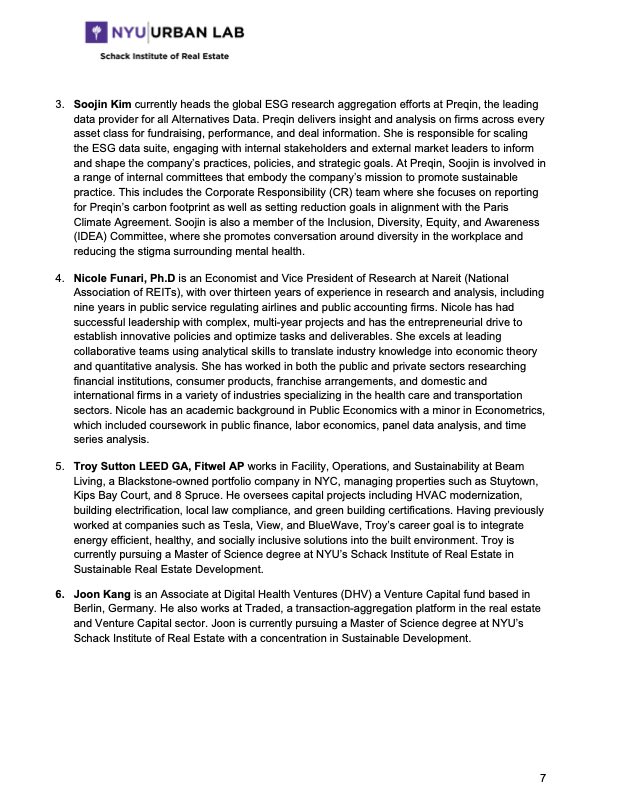 NYU URBAN LAB
Schack Institute of Real Estate
3. Soojin Kim currently heads the global ESG research aggregation efforts at Preqin, the leading
data provider for all Alternatives Data. Preqin delivers insight and analysis on firms across every
asset class for fundraising, performance, and deal information. She is responsible for scaling
the ESG data suite, engaging with internal stakeholders and external market leaders to inform
and shape the company's practices, policies, and strategic goals. At Preqin, Soojin is involved in
a range of internal committees that embody the company's mission to promote sustainable
practice. This includes the Corporate Responsibility (CR) team where she focuses on reporting
for Preqin's carbon footprint as well as setting reduction goals in alignment with the Paris
Climate Agreement. Soojin is also a member of the Inclusion, Diversity, Equity, and Awareness
(IDEA) Committee, where she promotes conversation around diversity in the workplace and
reducing the stigma surrounding mental health.
4. Nicole Funari, Ph.D is an Economist and Vice President of Research at Nareit (National
Association of REITs), with over thirteen years of experience in research and analysis, including
nine years in public service regulating airlines and public accounting firms. Nicole has had
successful leadership with complex, multi-year projects and has the entrepreneurial drive to
establish innovative policies and optimize tasks and deliverables. She excels at leading
collaborative teams using analytical skills to translate industry knowledge into economic theory
and quantitative analysis. She has worked in both the public and private sectors researching
financial institutions, consumer products, franchise arrangements, and domestic and
international firms in a variety of industries specializing in the health care and transportation
sectors. Nicole has an academic background in Public Economics with a minor in Econometrics,
which included coursework in public finance, labor economics, panel data analysis, and time
series analysis.
5. Troy Sutton LEED GA, Fitwel AP works in Facility, Operations, and Sustainability at Beam
Living, a Blackstone-owned portfolio company in NYC, managing properties such as Stuytown,
Kips Bay Court, and 8 Spruce. He oversees capital projects including HVAC modernization,
building electrification, local law compliance, and green building certifications. Having previously
worked at companies such as Tesla, View, and BlueWave, Troy's career goal is to integrate
energy efficient, healthy, and socially inclusive solutions into the built environment. Troy is
currently pursuing a Master of Science degree at NYU's Schack Institute of Real Estate in
Sustainable Real Estate Development.
6. Joon Kang is an Associate at Digital Health Ventures (DHV) a Venture Capital fund based in
Berlin, Germany. He also works at Traded, a transaction-aggregation platform in the real estate
and Venture Capital sector. Joon is currently pursuing a Master of Science degree at NYU's
Schack Institute of Real Estate with a concentration in Sustainable Development.
7